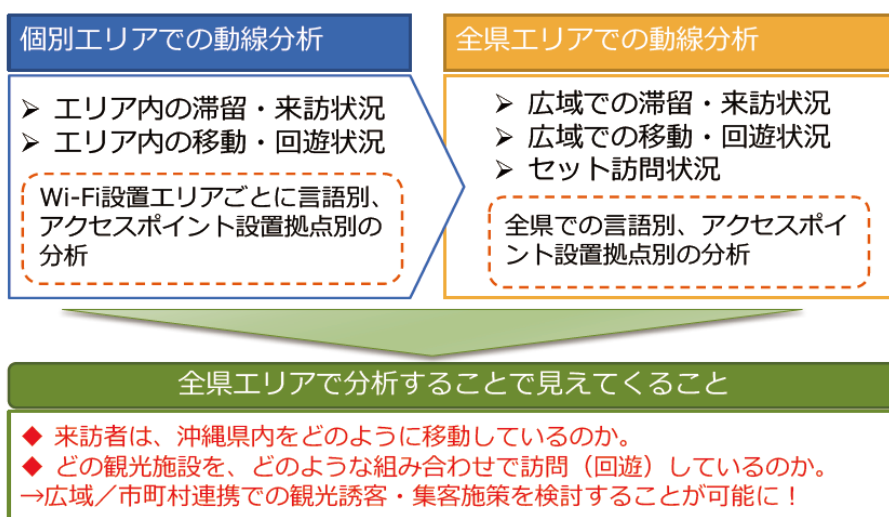 個別エリアでの動線分析
➢ エリア内の滞留・来訪状況
➢ エリア内の移動・回遊状況
Wi-Fi設置エリアごとに言語別、
アクセスポイント設置拠点別の
分析
全県エリアでの動線分析
➢ 広域での滞留・来訪状況
➢ 広域での移動・回遊状況
➢ セット訪問状況
全県での言語別、アクセスポイ
ント設置拠点別の分析
全県エリアで分析することで見えてくること
◆ 来訪者は、沖縄県内をどのように移動しているのか。
◆ どの観光施設を、どのような組み合わせで訪問（回遊）しているのか。
→広域／市町村連携での観光誘客・集客施策を検討することが可能に！